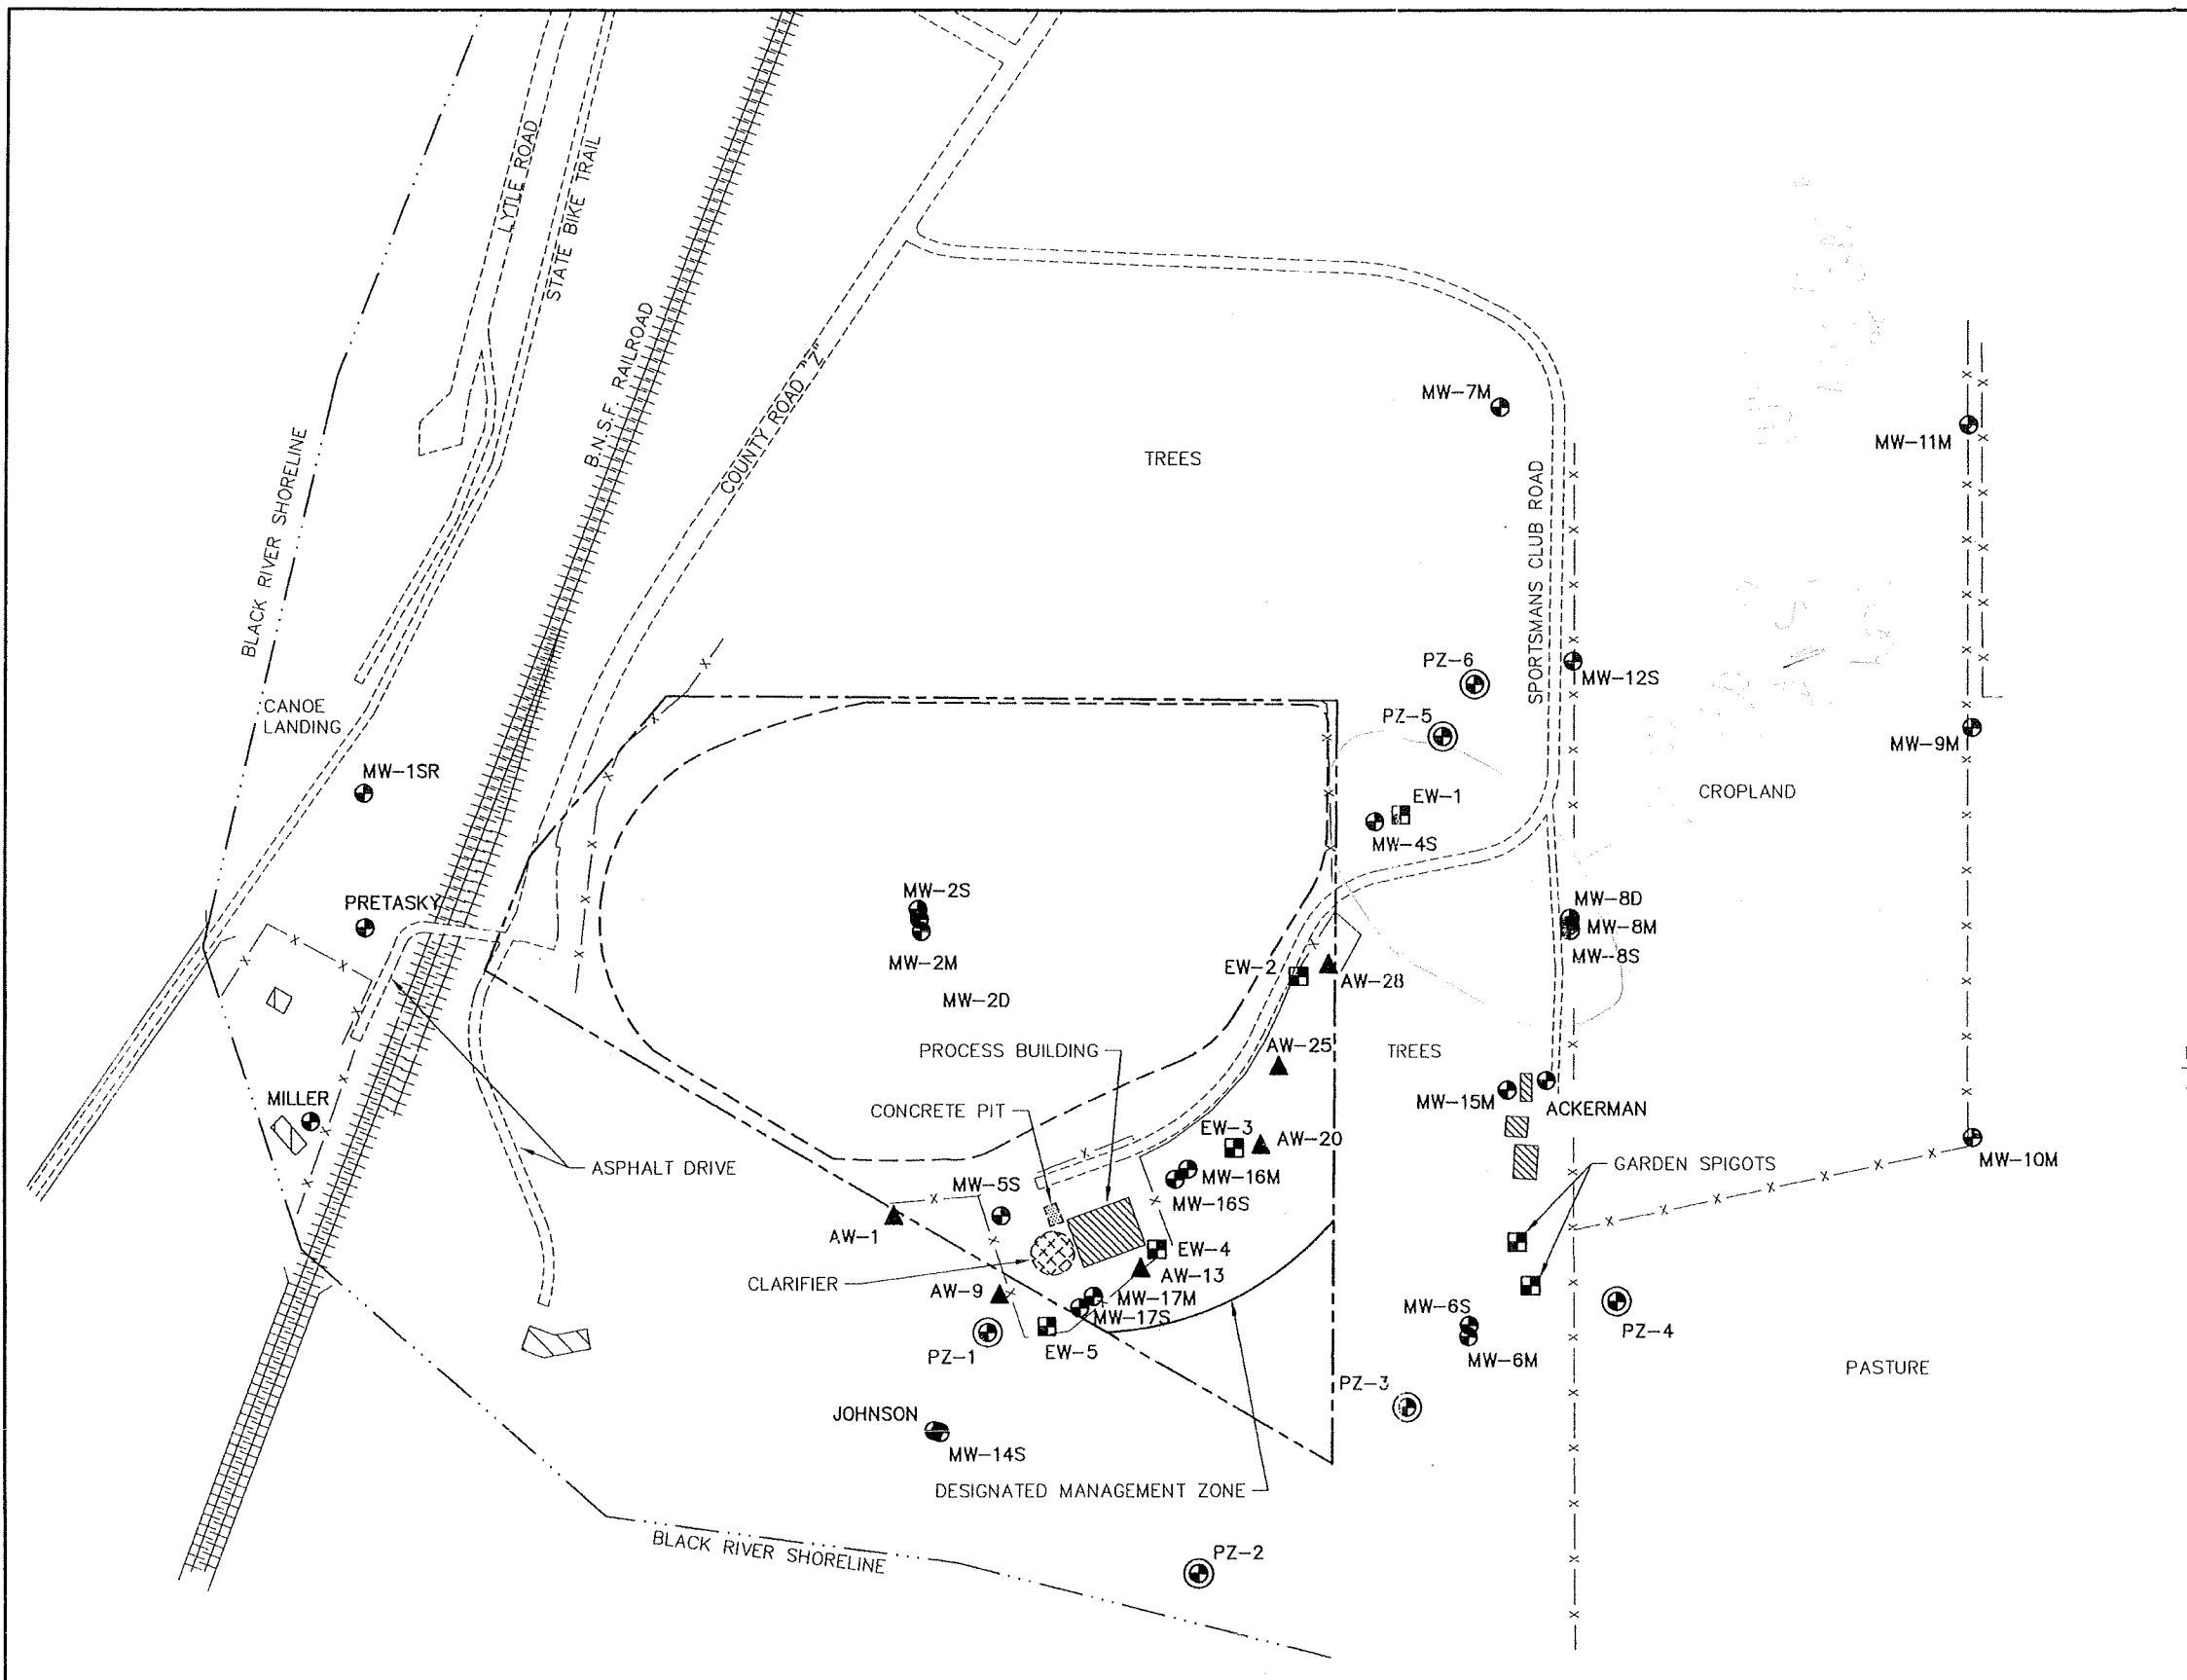 LYTLE ROAD
STATE BIKE TRAIL
B.N.S.F. RAILROAD
COUNTY ROAD "Z"
BLACK RIVER SHORELINE
MW-7M
MW-11M
TREES
SPORTSMANS CLUB ROAD
PZ-6
MW-12S
CANOE
LANDING
PZ-5
MW-9M
MW-1SR
EW-1
CROPLAND
MW-4S
MW-2S
PRETASKY
MW-8D
MW-8M
MW-8S
MW-2M
EW-2
AW-28
MW-2D
PROCESS BUILDING
AW-25
TREES
MILLER
CONCRETE PIT
MW-15M
ACKERMAN
EW-3
AW-20
MW-10M
ASPHALT DRIVE
MW-16M
GARDEN SPIGOTS
MW-5S
MW-16S
AW-1
EW-4
CLARIFIER
AW-13
AW-9
MW-17M
MW-17S
MW-6S
PZ-4
PZ-1
EW-5
MW-6M
PASTURE
PZ-3
JOHNSON
MW-14S
DESIGNATED MANAGEMENT ZONE
BLACK RIVER SHORELINE
PZ-2